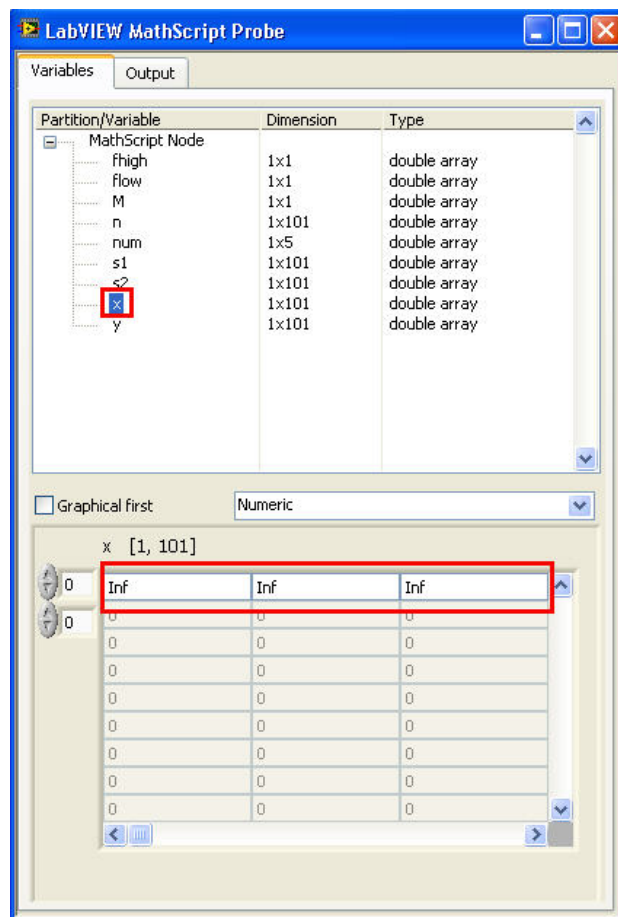 LabVIEW MathScript Probe
Variables Output
Partition/Variable Dimension Type
MathScript Node
fhigh 1x1 double array
flow 1x1 double array
M 1x1 double array
n 1x101 double array
num 1x5 double array
s1 1x101 double array
s2 1x101 double array
x 1x101 double array
y 1x101 double array
Graphical first Numeric
x [1, 101]
0 Inf Inf Inf
0 0 0 0
0 0 0
0 0 0
0 0 0
0 0 0
0 0 0
0 0 0
0 0 0